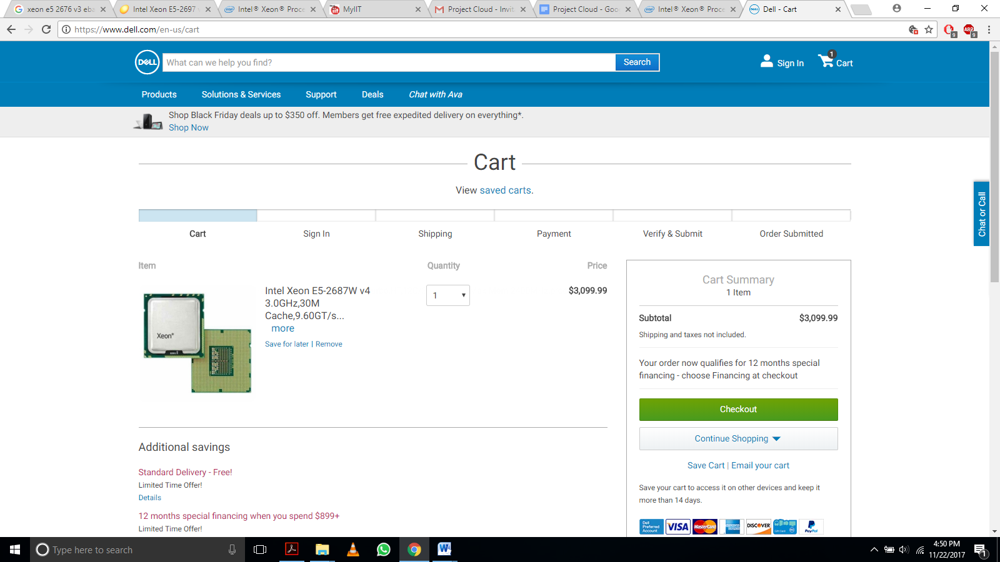 xeon e5 2676 v3 eba
Intel Xeon E5-2697 v
Intel® Xeon® Proce
MyIIT
Project Cloud - Invit
Project Cloud - Goo
Intel® Xeon® Proce
Dell - Cart
https://www.dell.com/en-us/cart
ABP
9
9
DELL
What can we help you find?
Search
Sign In
1
Cart
Products
Solutions & Services
Support
Deals
Chat with Ava
Shop Black Friday deals up to $350 off. Members get free expedited delivery on everything*.
Shop Now
Cart
View saved carts.
Chat or Call
Cart
Sign In
Shipping
Payment
Verify & Submit
Order Submitted
Item
Quantity
Price
Xeon®
Intel Xeon E5-2687W v4
3.0GHz,30M
Cache,9.60GT/s...
more
Save for later | Remove
1
$3,099.99
Cart Summary
1 Item
Subtotal $3,099.99
Shipping and taxes not included.
Your order now qualifies for 12 months special
financing - choose Financing at checkout
Checkout
Continue Shopping
Save Cart | Email your cart
Save your cart to access it on other devices and keep it
more than 14 days.
Dell
Preferred
Account
VISA
MasterCard
DISCOVER
PayPal
Additional savings
Standard Delivery - Free!
Limited Time Offer!
Details
12 months special financing when you spend $899+
Limited Time Offer!
Type here to search
4:50 PM
11/22/2017
1